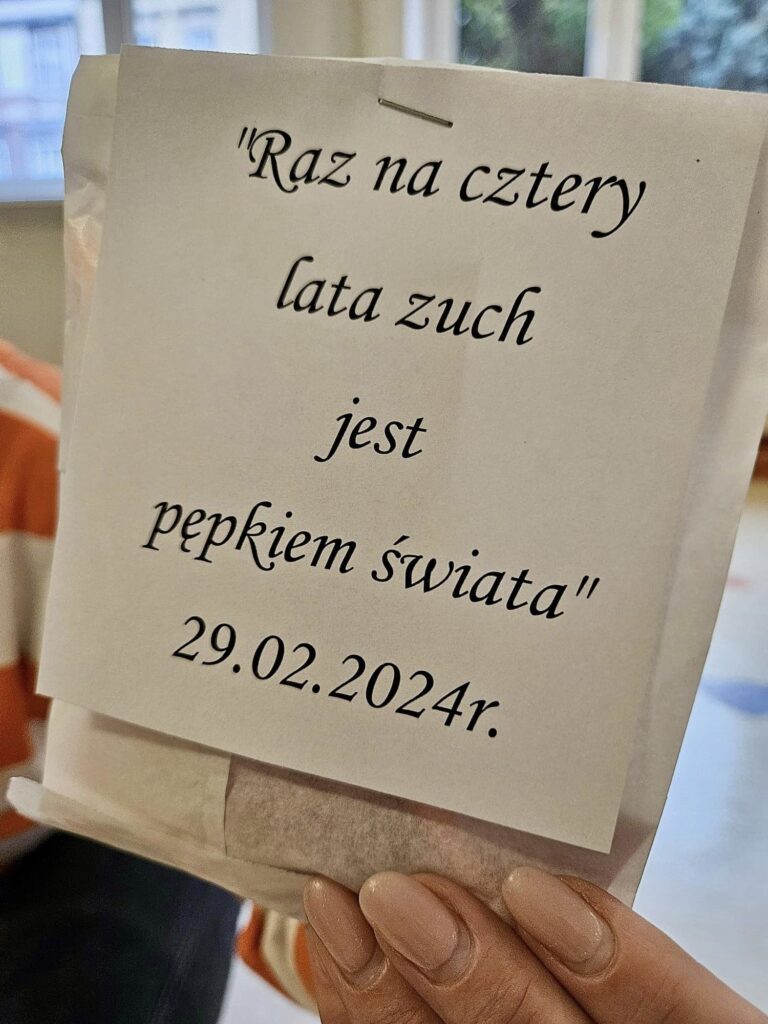 "Raz na cztery
lata zuch
jest
pępkiem świata"
29.02.2024r.